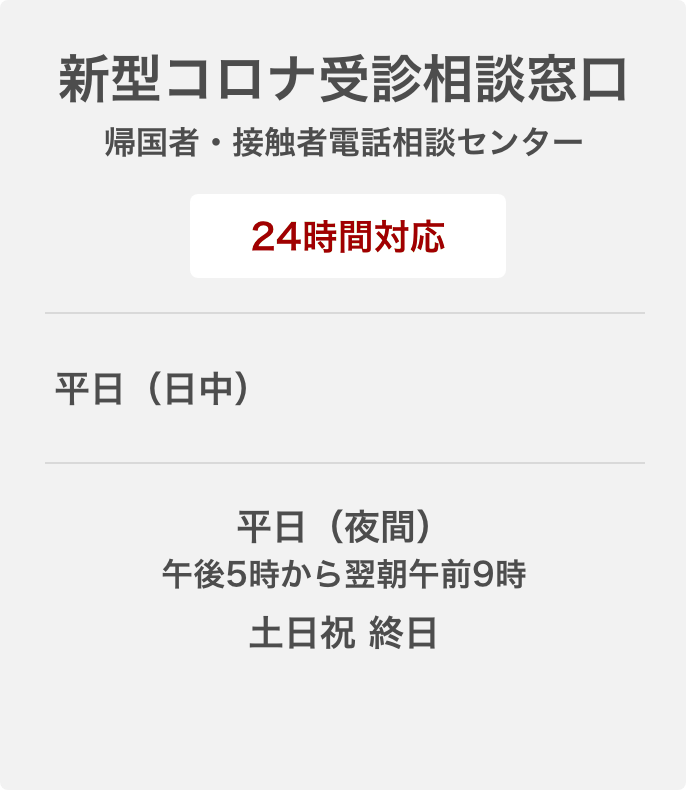 新型コロナ受診相談窓口
帰国者・接触者電話相談センター
24時間対応
平日（日中）
平日（夜間）
午後5時から翌朝午前9時
土日祝 終日